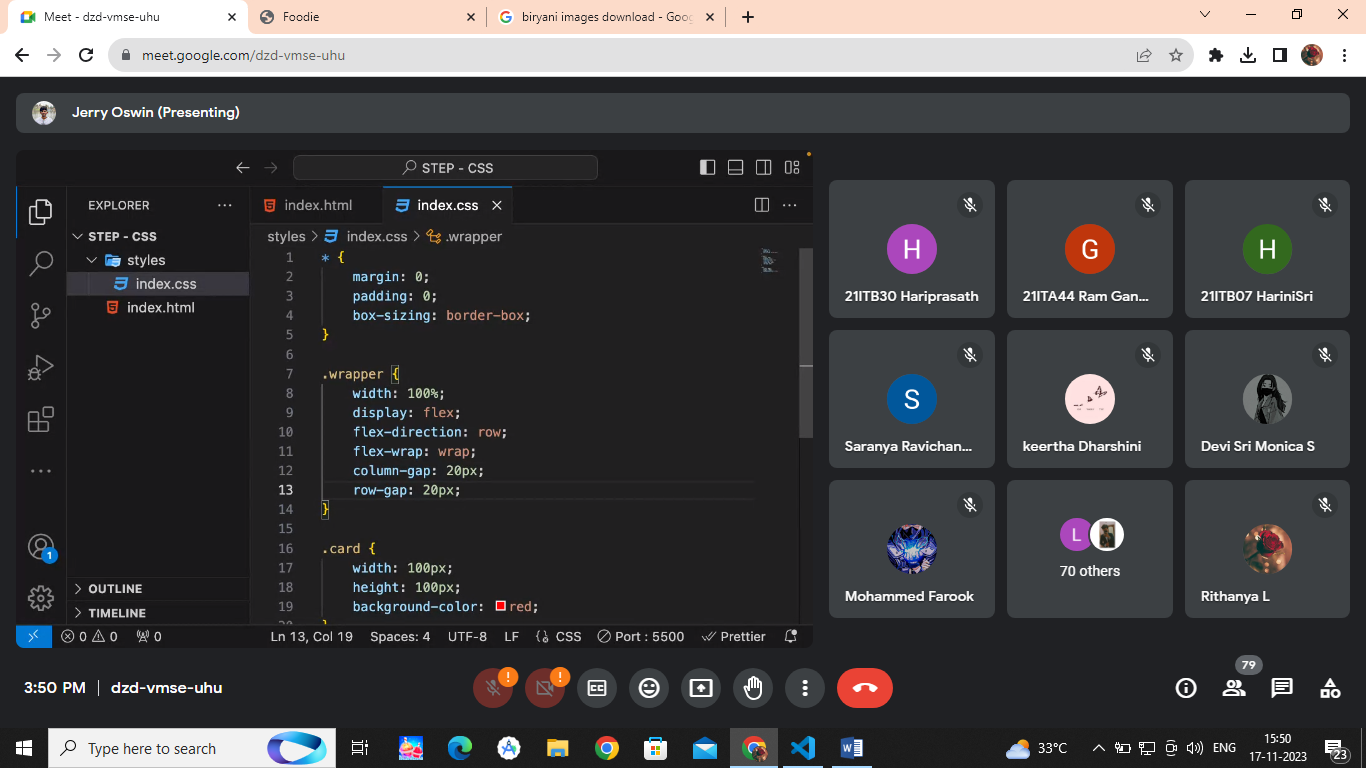 Meet - dzd-vmse-uhu
Foodie
biryani images download - Goo
meet.google.com/dzd-vmse-uhu
Jerry Oswin (Presenting)
STEP - CSS
EXPLORER
index.html
index.css
STEP - CSS
styles
index.css
index.html
styles > index.css > .wrapper
1 * {
2 margin: 0;
3 padding: 0;
4 box-sizing: border-box;
5 }
6
7 .wrapper {
8 width: 100%;
9 display: flex;
10 flex-direction: row;
11 flex-wrap: wrap;
12 column-gap: 20px;
13 row-gap: 20px;
14 }
15
16 .card {
17 width: 100px;
18 height: 100px;
19 background-color: red;
20 }
OUTLINE
TIMELINE
1
0 0 0
Ln 13, Col 19 Spaces: 4 UTF-8 LF CSS Port : 5500 Prettier
H
21ITB30 Hariprasath
G
21ITA44 Ram Gan...
H
21ITB07 HariniSri
S
Saranya Ravichan...
keertha Dharshini
Devi Sri Monica S
Mohammed Farook
L
70 others
Rithanya L
3:50 PM | dzd-vmse-uhu
!
!
79
Type here to search
33°C
ENG
15:50
17-11-2023
23